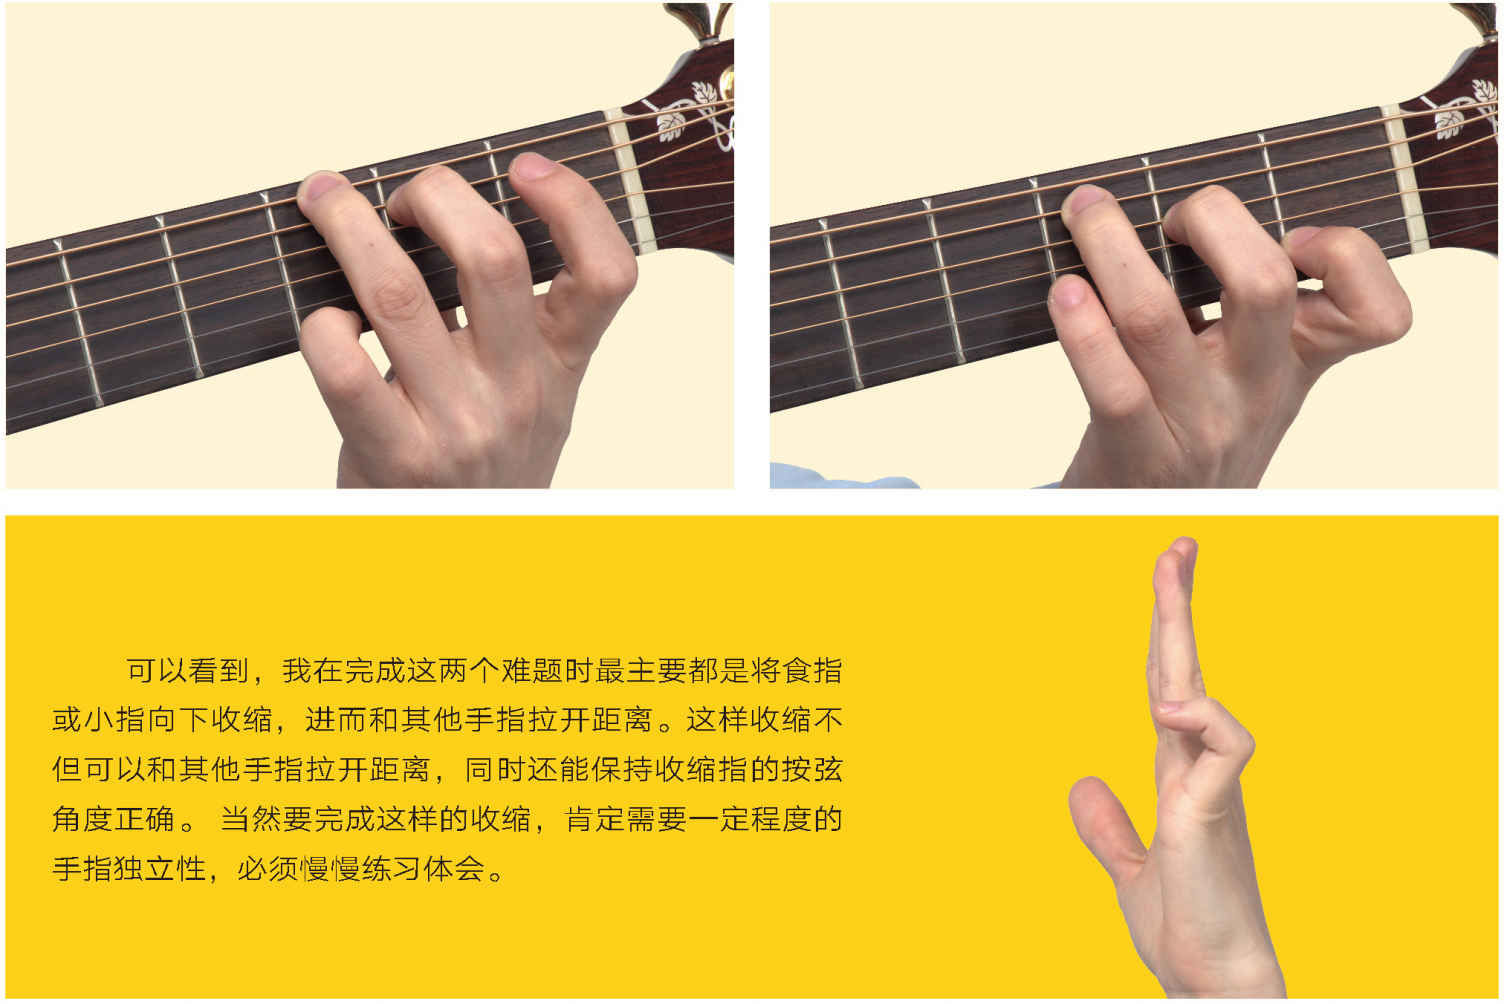 可以看到，我在完成这两个难题时最主要都是将食指
或小指向下收缩，进而和其他手指拉开距离。这样收缩不
但可以和其他手指拉开距离，同时还能保持收缩指的按弦
角度正确。 当然要完成这样的收缩，肯定需要一定程度的
手指独立性，必须慢慢练习体会。